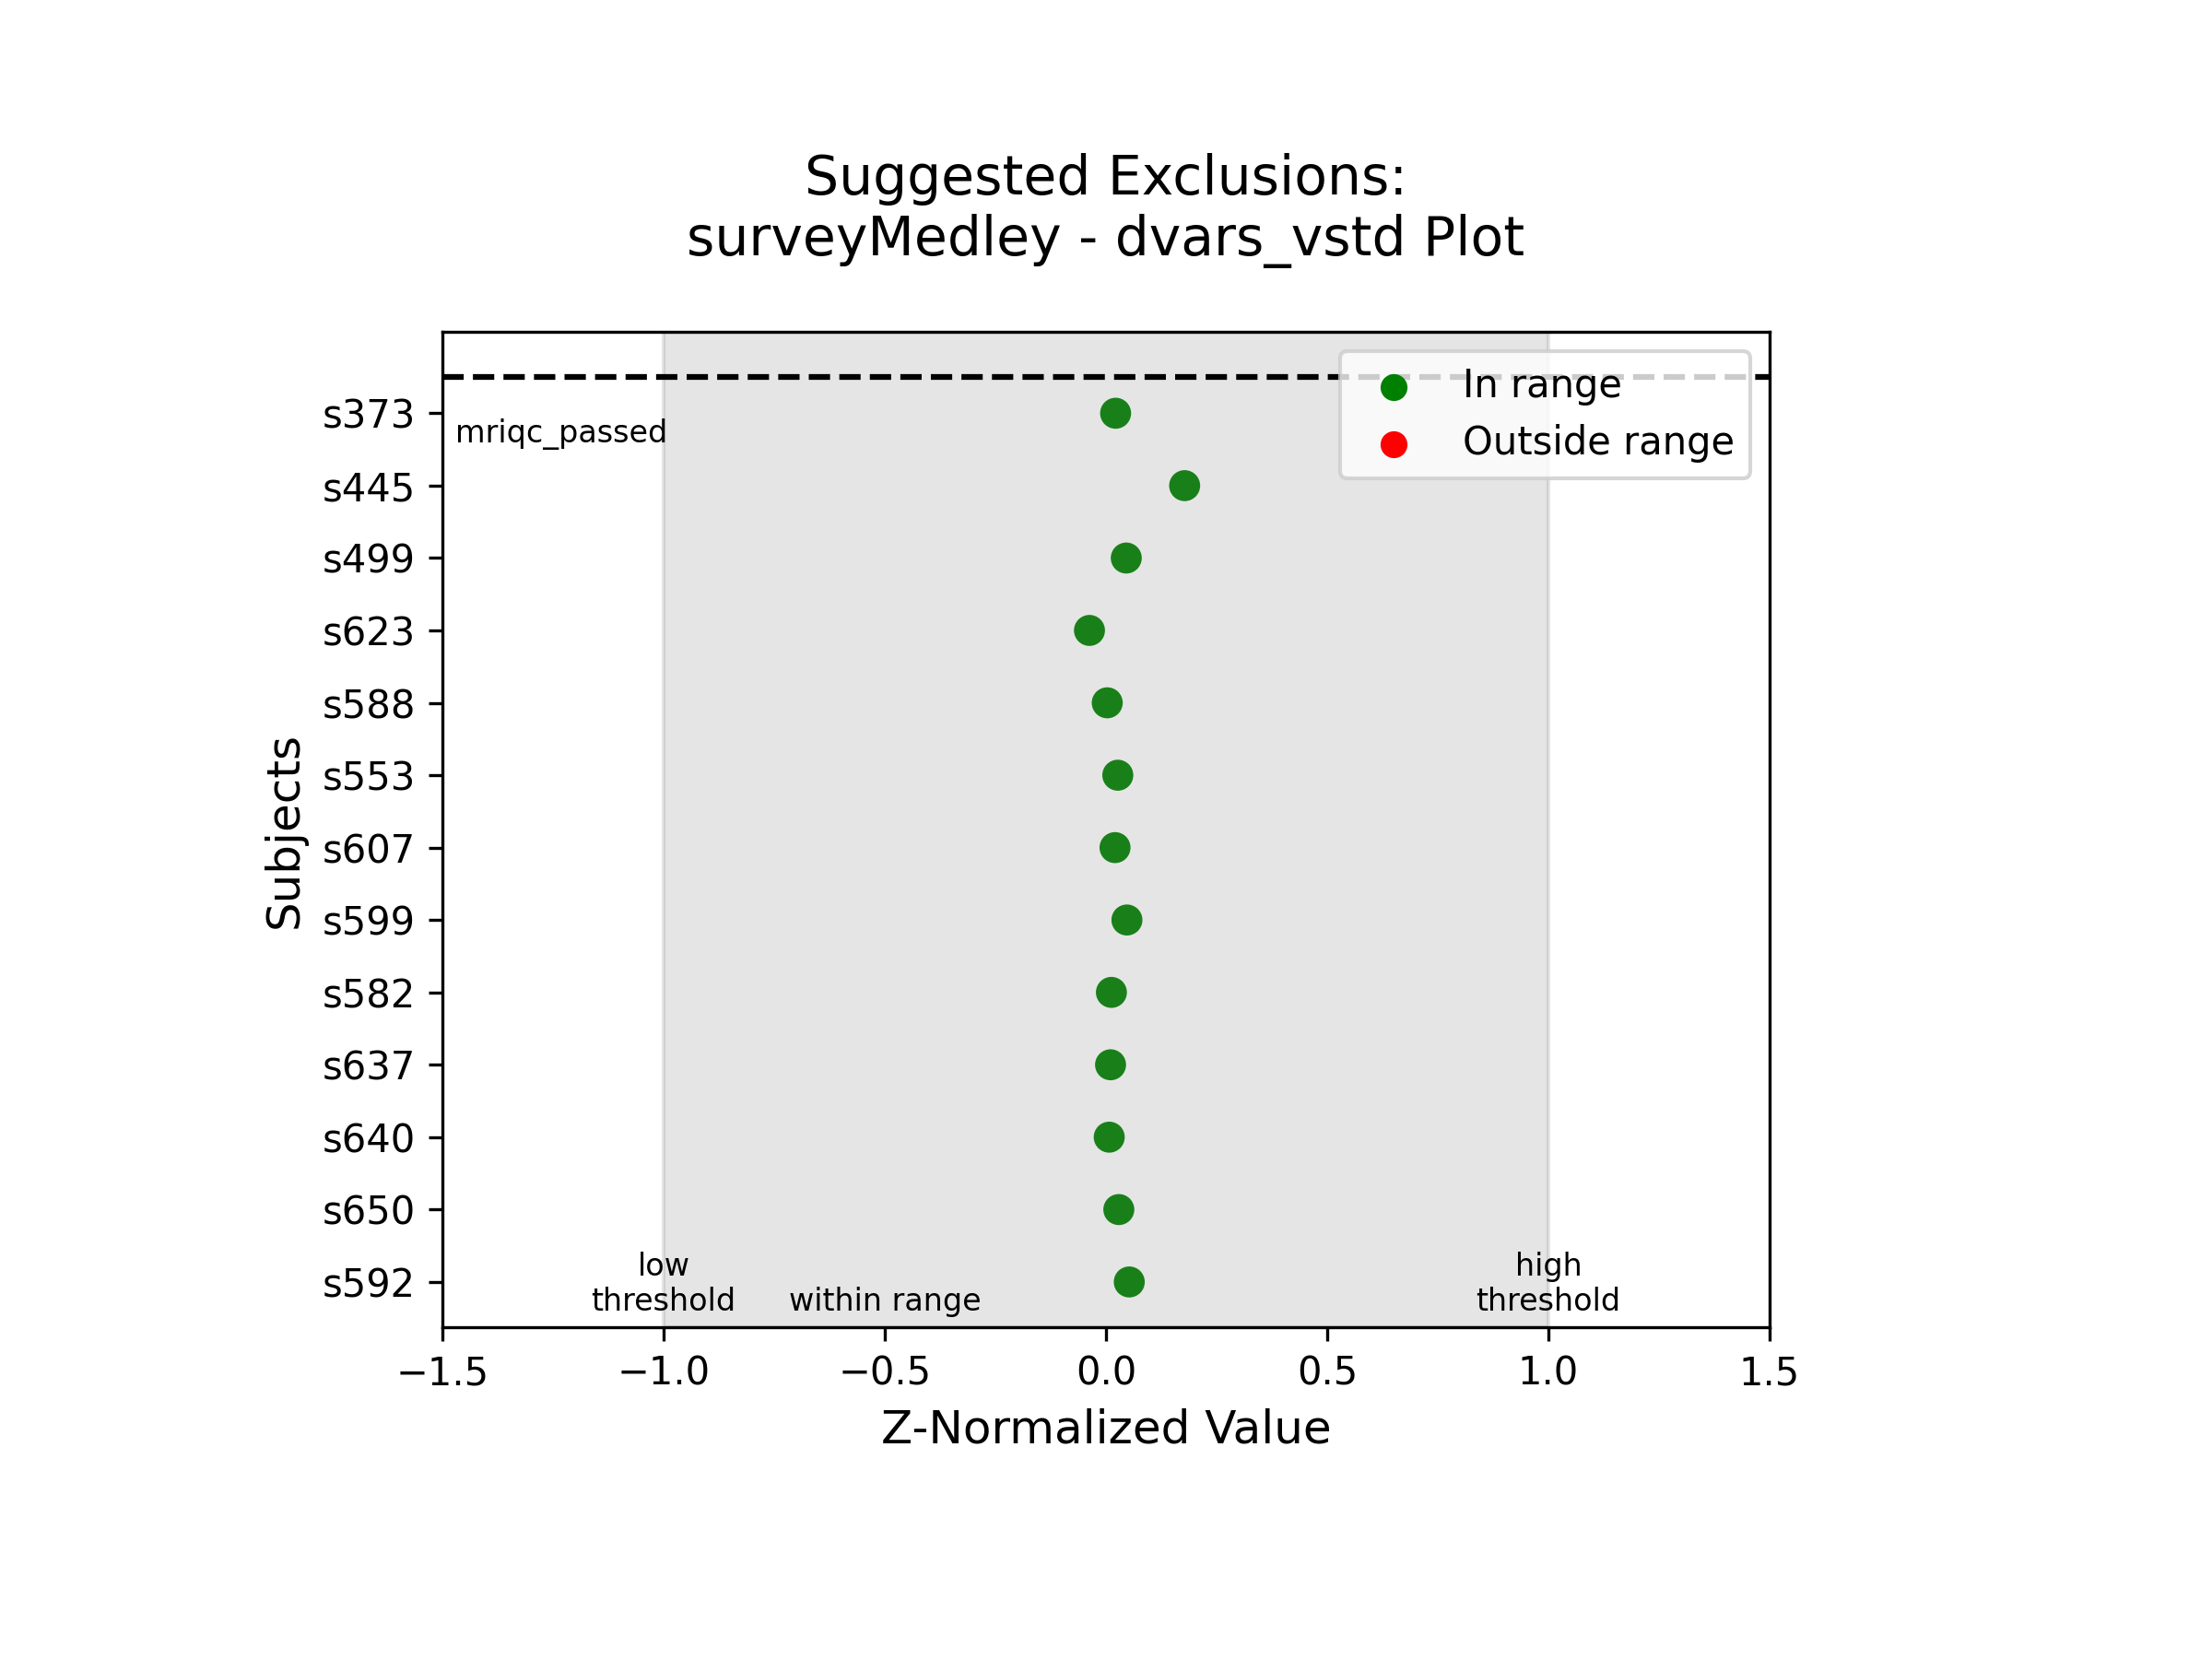 Suggested Exclusions:
surveyMedley - dvars_vstd Plot
In range
Outside range
mriqc_passed
Subjects
s373
s445
s499
s623
s588
s553
s607
s599
s582
s637
s640
s650
s592
low
threshold
within range
high
threshold
−1.5
−1.0
−0.5
0.0
0.5
1.0
1.5
Z-Normalized Value